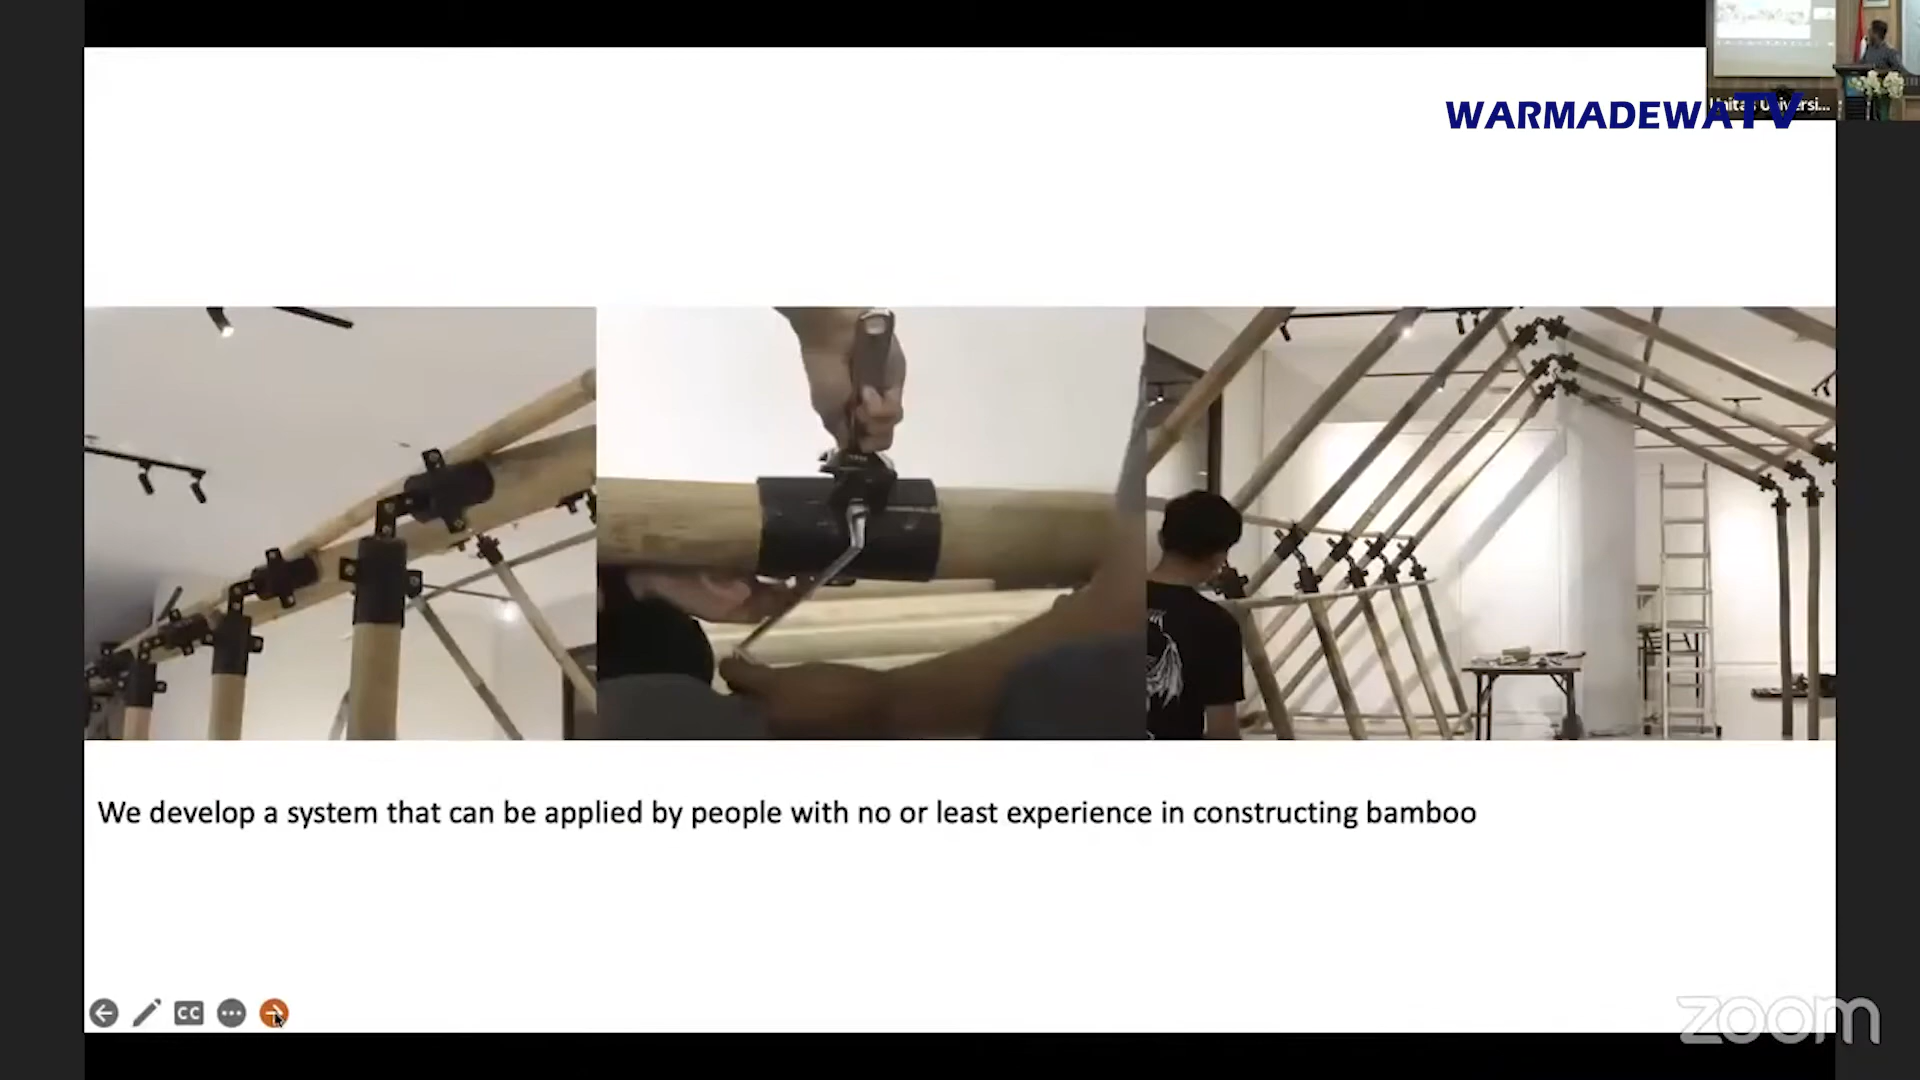 WARMADEWATV
We develop a system that can be applied by people with no or least experience in constructing bamboo
CC
zoom